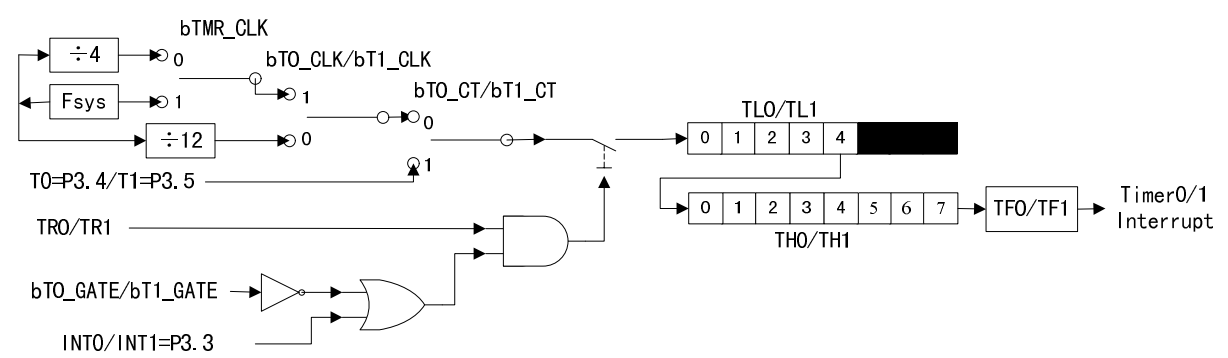 bTMR_CLK
÷4
0
bT0_CLK/bT1_CLK
Fsys
1
1
bT0_CT/bT1_CT
÷12
0
0
1
T0=P3.4/T1=P3.5
TL0/TL1
0 1 2 3 4
0 1 2 3 4 5 6 7
TH0/TH1
TF0/TF1
Timer0/1
Interrupt
TR0/TR1
bT0_GATE/bT1_GATE
INT0/INT1=P3.3